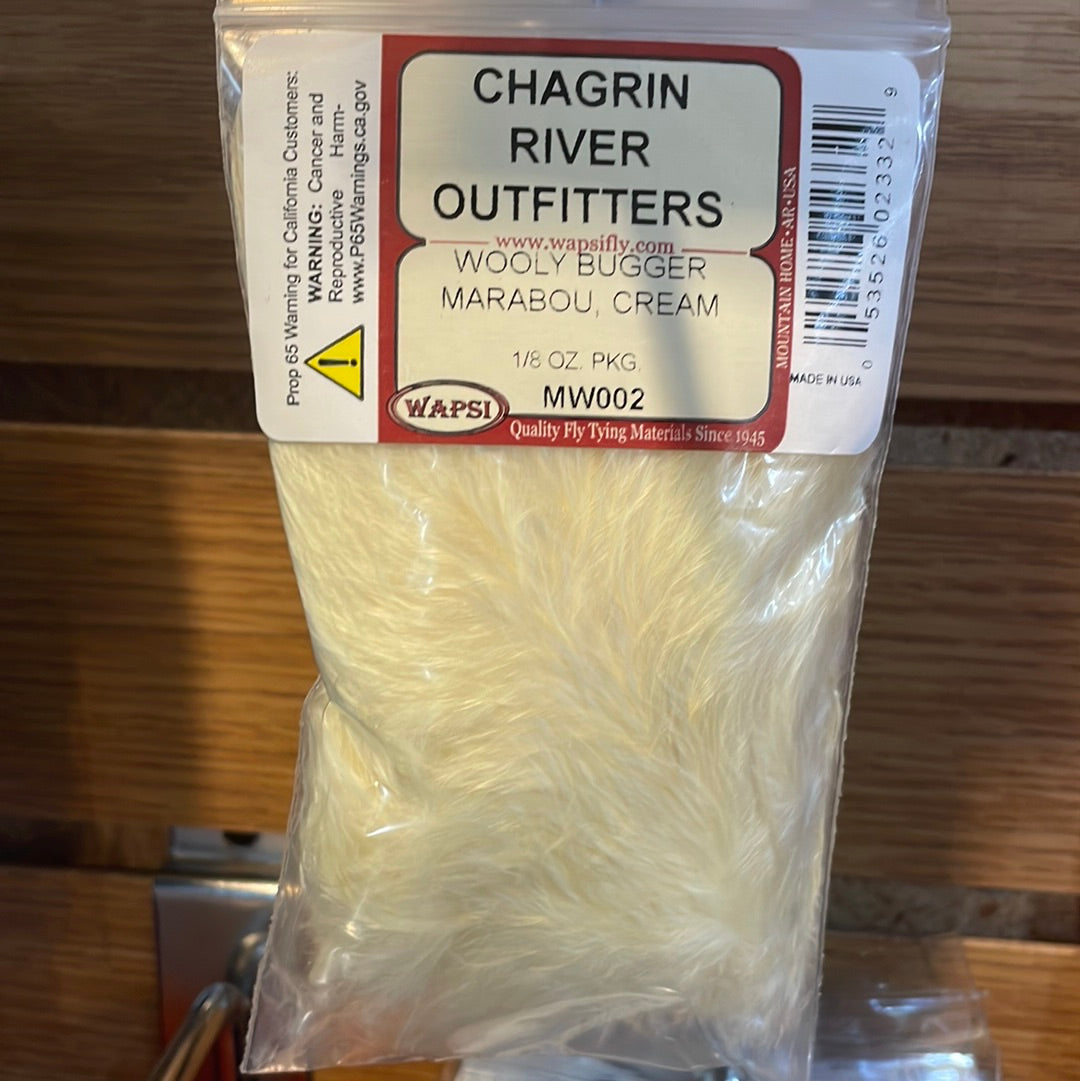 Prop 65 Warning for California Customers:
WARNING: Cancer and
Reproductive Harm-
www.P65Warnings.ca.gov
CHAGRIN
RIVER
OUTFITTERS
www.wapsifly.com
WOOLY BUGGER
MARABOU, CREAM
1/8 OZ. PKG.
MW002
WAPSI
Quality Fly Tying Materials Since 1945
MOUNTAIN HOME•AR•USA
0 53526 02332 9
MADE IN USA